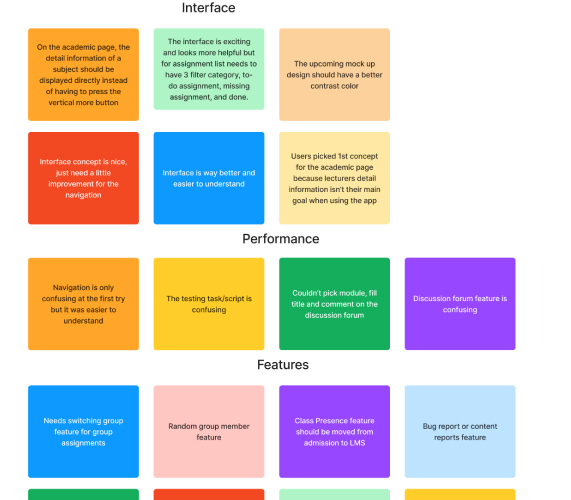 Interface
On the academic page, the
detail information of a
subject should be
displayed directly instead
of having to press the
vertical more button
The interface is exciting
and looks more helpful but
for assignment list needs to
have 3 filter category, to-
do assignment, missing
assignment, and done.
The upcoming mock up
design should have a better
contrast color
Interface concept is nice,
just need a little
improvement for the
navigation
Interface is way better and
easier to understand
Users picked 1st concept
for the academic page
because lecturers detail
information isn't their main
goal when using the app
Performance
Navigation is only
confusing at the first try
but it was easier to
understand
The testing task/script is
confusing
Couldn't pick module, fill
title and comment on the
discussion forum
Discussion forum feature is
confusing
Features
Needs switching group
feature for group
assignments
Random group member
feature
Class Presence feature
should be moved from
admission to LMS
Bug report or content
reports feature